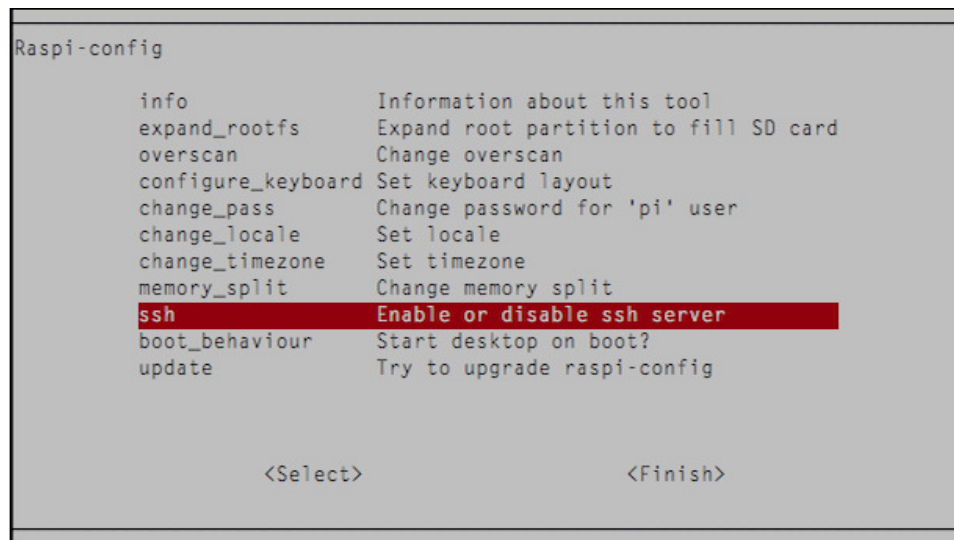 Raspi-config
info Information about this tool
expand_rootfs Expand root partition to fill SD card
overscan Change overscan
configure_keyboard Set keyboard layout
change_pass Change password for 'pi' user
change_locale Set locale
change_timezone Set timezone
memory_split Change memory split
ssh Enable or disable ssh server
boot_behaviour Start desktop on boot?
update Try to upgrade raspi-config
<Select> <Finish>